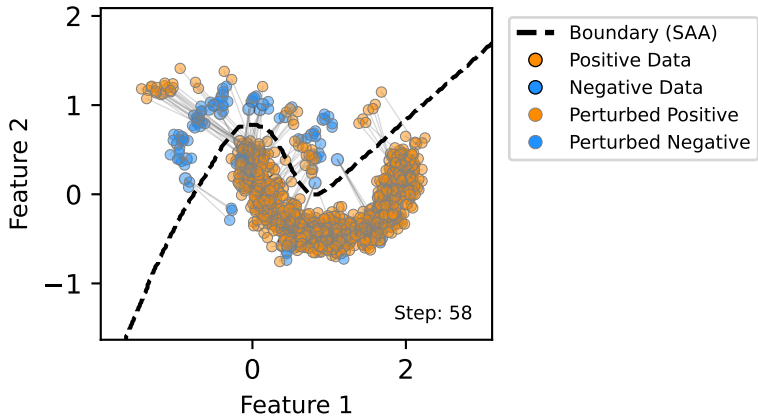 2
1
0
−1
Feature 2
0
2
Feature 1
Step: 58
Boundary (SAA)
Positive Data
Negative Data
Perturbed Positive
Perturbed Negative